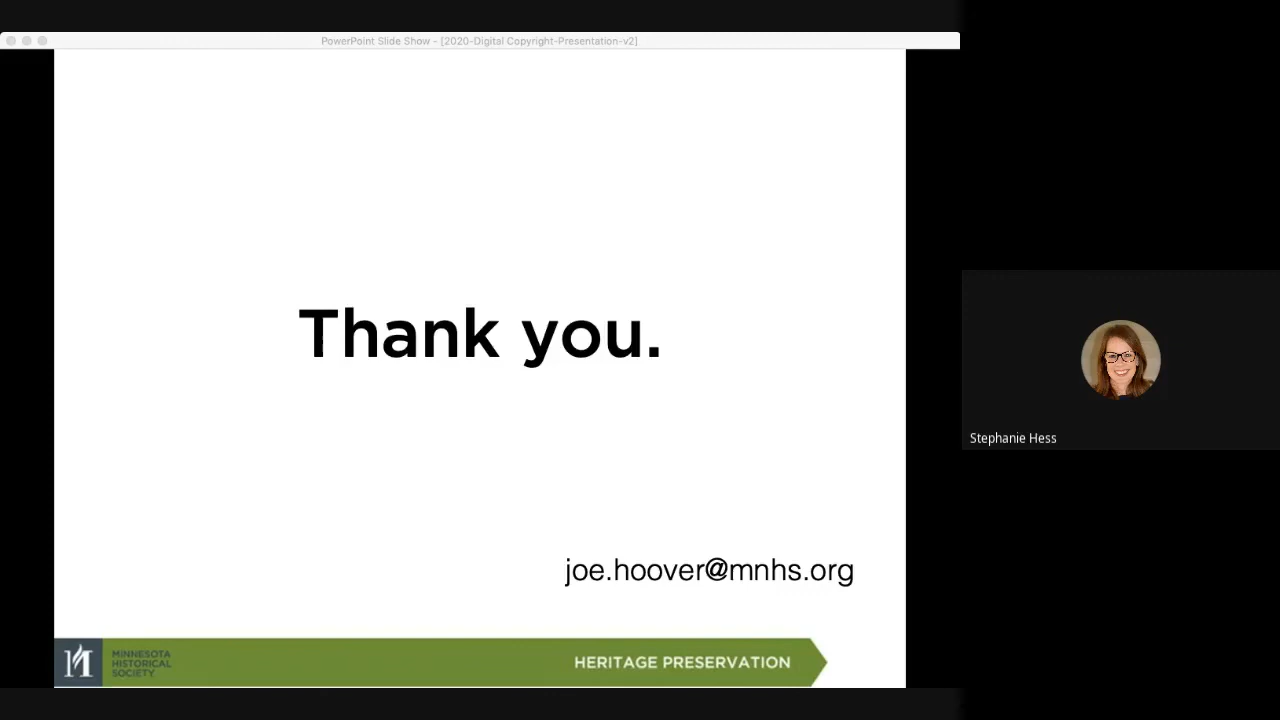 PowerPoint Slide Show - [2020-Digital Copyright-Presentation-v2]
Thank you.
joe.hoover@mnhs.org
MINNESOTA
HISTORICAL
SOCIETY.
HERITAGE PRESERVATION
Stephanie Hess